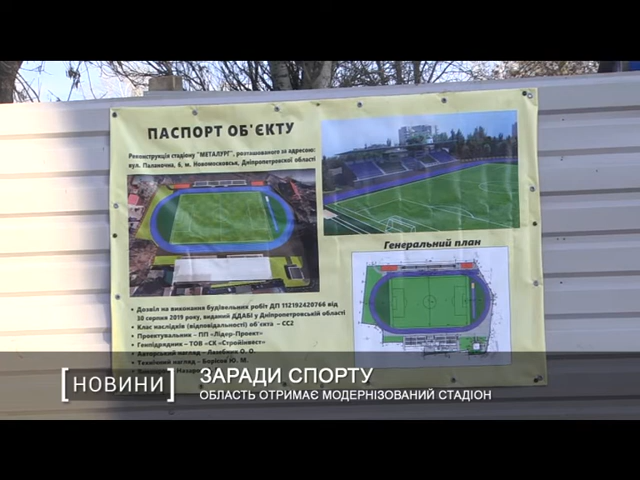 ПАСПОРТ ОБ'ЄКТУ
Реконструкція стадіону "МЕТАЛУРГ", розташованого за адресою:
вул. Паланочна, 6, м. Новомосковськ, Дніпропетровської області
Генеральний план
• Дозвіл на виконання будівельних робіт ДП 112192420766 від
30 серпня 2019 року, виданий ДАБІ у Дніпропетровській області
• Клас наслідків (відповідальності) об'єкта - СС2
• Проектувальник - ПП «Лідер-Проект»
• Генпідрядник - ТОВ «СК «Стройінвест»
• Авторський нагляд -
• Технічний нагляд - Борісов Ю. М.
[НОВИНИ]
ЗАРАДИ СПОРТУ
ОБЛАСТЬ ОТРИМАЄ МОДЕРНІЗОВАНИЙ СТАДІОН